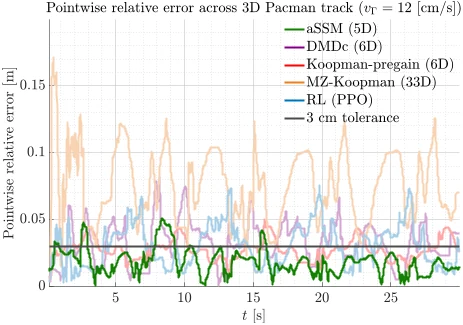 Pointwise relative error across 3D Pacman track (vΓ = 12 [cm/s])
aSSM (5D)
DMDc (6D)
Koopman-pregain (6D)
MZ-Koopman (33D)
RL (PPO)
3 cm tolerance
Pointwise relative error [m]
0.15
0.1
0.05
0
5
10
15
20
25
t [s]